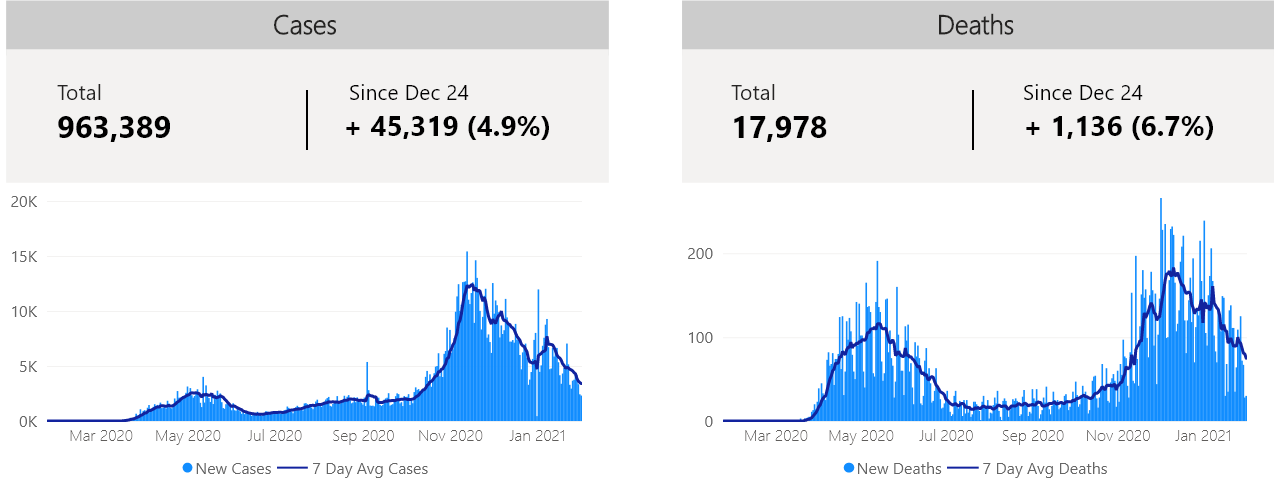 Cases
Total
963,389
Since Dec 24
+ 45,319 (4.9%)
20K
15K
10K
5K
0K
Mar 2020 May 2020 Jul 2020 Sep 2020 Nov 2020 Jan 2021
New Cases 7 Day Avg Cases
Deaths
Total
17,978
Since Dec 24
+ 1,136 (6.7%)
200
100
0
Mar 2020 May 2020 Jul 2020 Sep 2020 Nov 2020 Jan 2021
New Deaths 7 Day Avg Deaths